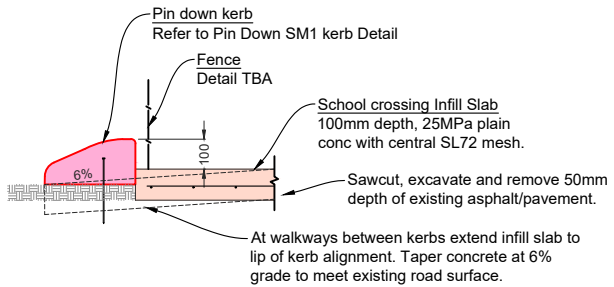 Pin down kerb
Refer to Pin Down SM1 kerb Detail
Fence
Detail TBA
School crossing Infill Slab
100mm depth, 25MPa plain
conc with central SL72 mesh.
100
6%
Sawcut, excavate and remove 50mm
depth of existing asphalt/pavement.
At walkways between kerbs extend infill slab to
lip of kerb alignment. Taper concrete at 6%
grade to meet existing road surface.